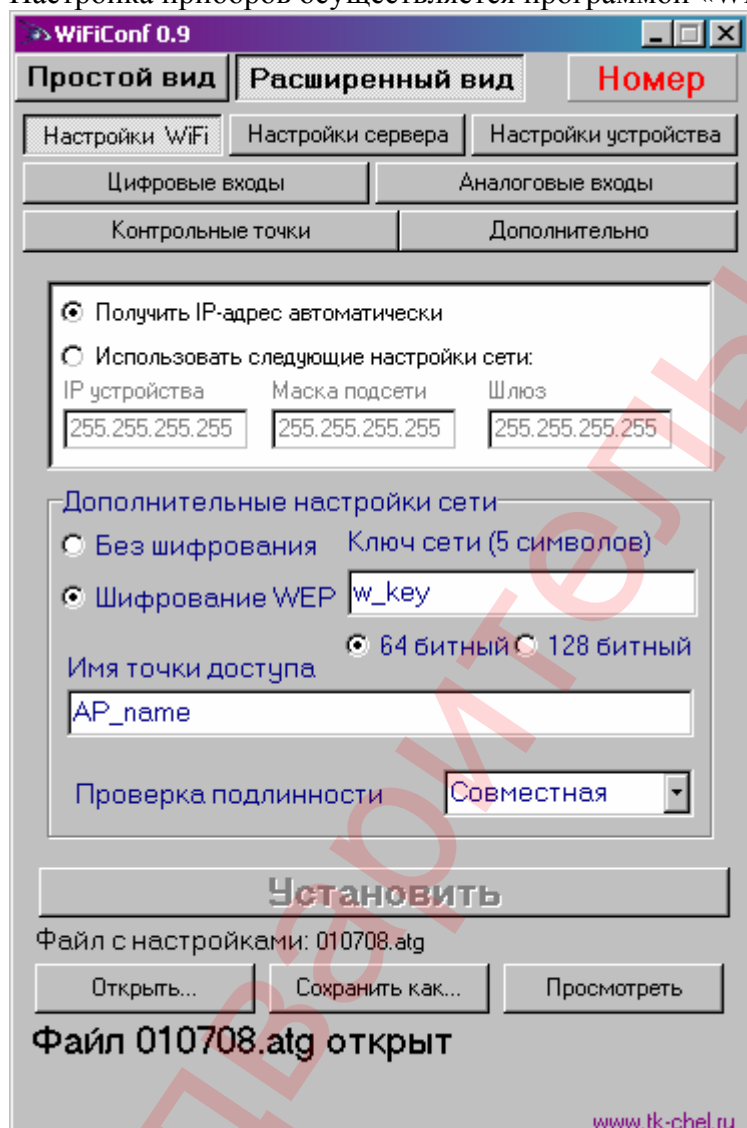 Настройка приборов осуществляется программой «Wi
WiFiConf 0.9
Простой вид Расширенный вид Номер
Настройки WiFi Настройки сервера Настройки устройства
Цифровые входы Аналоговые входы
Контрольные точки Дополнительно
Получить IP-адрес автоматически
Использовать следующие настройки сети:
IP устройства Маска подсети Шлюз
255.255.255.255 255.255.255.255 255.255.255.255
Дополнительные настройки сети
Без шифрования Ключ сети (5 символов)
Шифрование WEP w_key
64 битный 128 битный
Имя точки доступа
AP_name
Проверка подлинности Совместная
Установить
Файл с настройками: 010708.atg
Открыть... Сохранить как... Просмотреть
Файл 010708.atg открыт
www.tk-chel.ru
дварительн